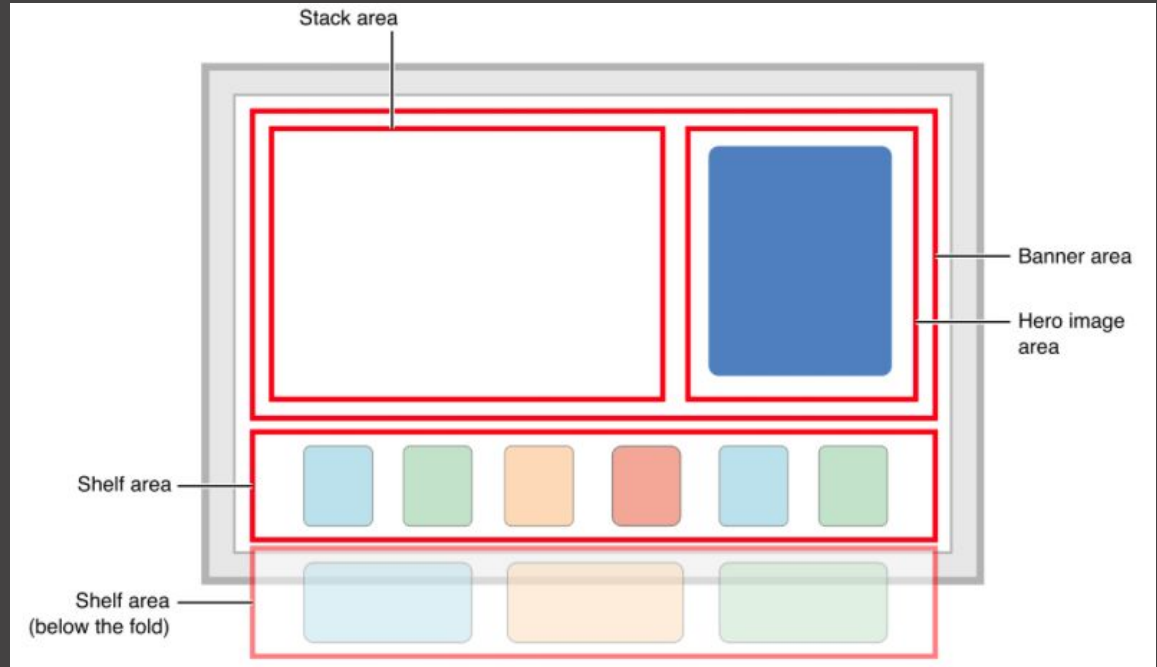 Stack area
Banner area
Hero image
area
Shelf area
Shelf area
(below the fold)